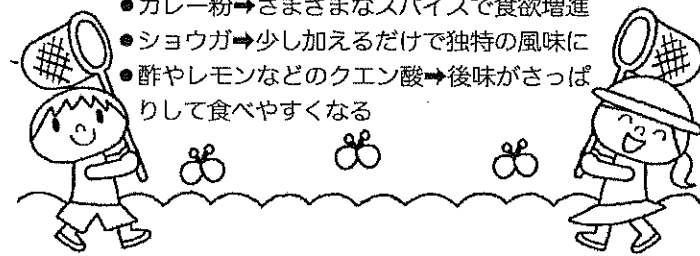 ●カレー粉➡さまざまなスパイスで食欲増進
●ショウガ➡少し加えるだけで独特の風味に
●酢やレモンなどのクエン酸➡後味がさっぱ
りして食べやすくなる